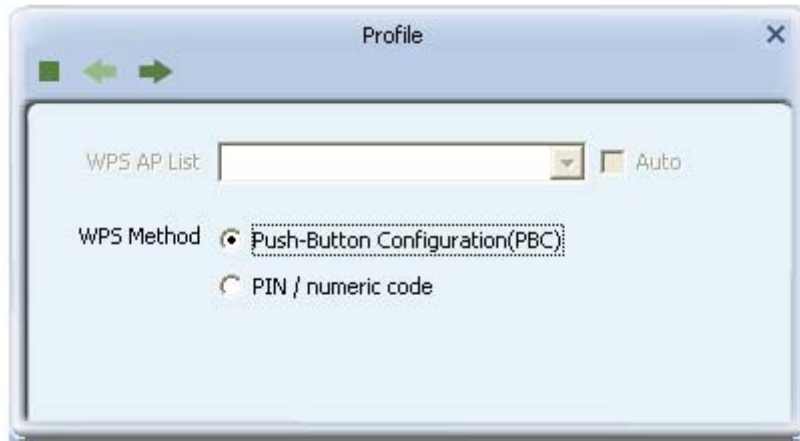 Profile
WPS AP List Auto
WPS Method Push-Button Configuration(PBC)
PIN / numeric code